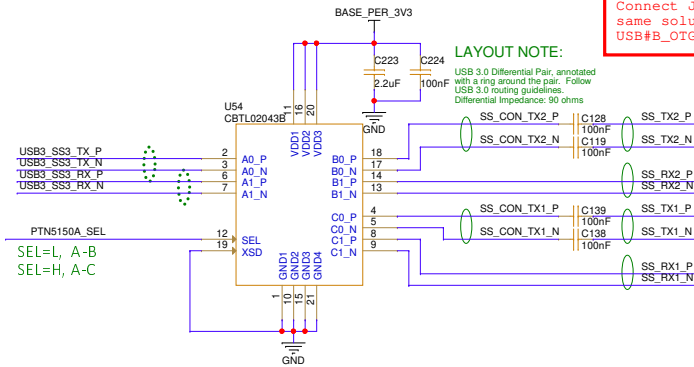 Connect J
same solu
USB#B_OTG
BASE_PER_3V3
LAYOUT NOTE:
USB 3.0 Differential Pair, annotated
with a ring around the pair. Follow
USB 3.0 routing guidelines.
Differential Impedance: 90 ohms
C223
2.2uF
C224
100nF
GND
U54
CBTL02043B
11
16
20
VDD1
VDD2
VDD3
USB3_SS3_TX_P
2
A0_P
USB3_SS3_TX_N
3
A0_N
USB3_SS3_RX_P
6
A1_P
USB3_SS3_RX_N
7
A1_N
PTN5150A_SEL
12
SEL
19
XSD
SEL=L, A-B
SEL=H, A-C
B0_P
18
B0_N
17
B1_P
14
B1_N
13
C0_P
4
C0_N
5
C1_P
8
C1_N
9
SS_CON_TX2_P
C128
100nF
SS_TX2_P
SS_CON_TX2_N
C119
100nF
SS_TX2_N
SS_RX2_P
SS_RX2_N
SS_CON_TX1_P
C139
100nF
SS_TX1_P
SS_CON_TX1_N
C138
100nF
SS_TX1_N
SS_RX1_P
SS_RX1_N
GND1
GND2
GND3
GND4
1
10
15
21
GND